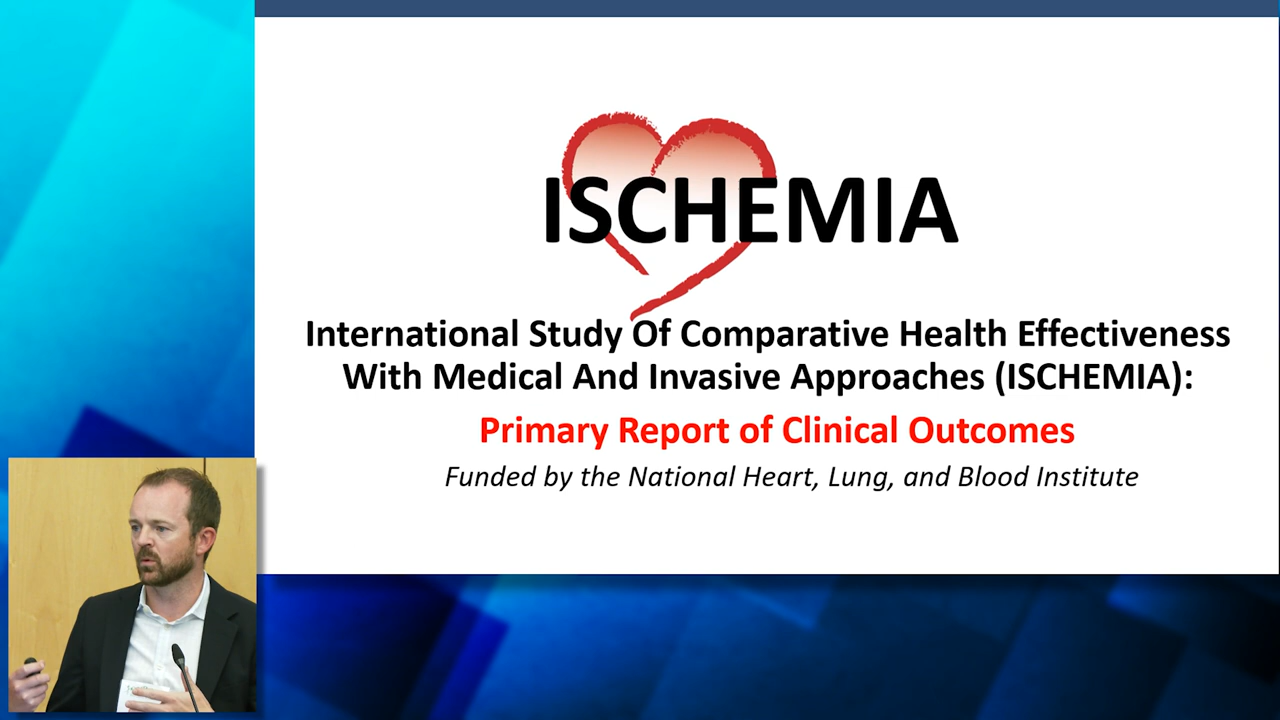 ISCHEMIA
International Study Of Comparative Health Effectiveness
With Medical And Invasive Approaches (ISCHEMIA):
Primary Report of Clinical Outcomes
Funded by the National Heart, Lung, and Blood Institute